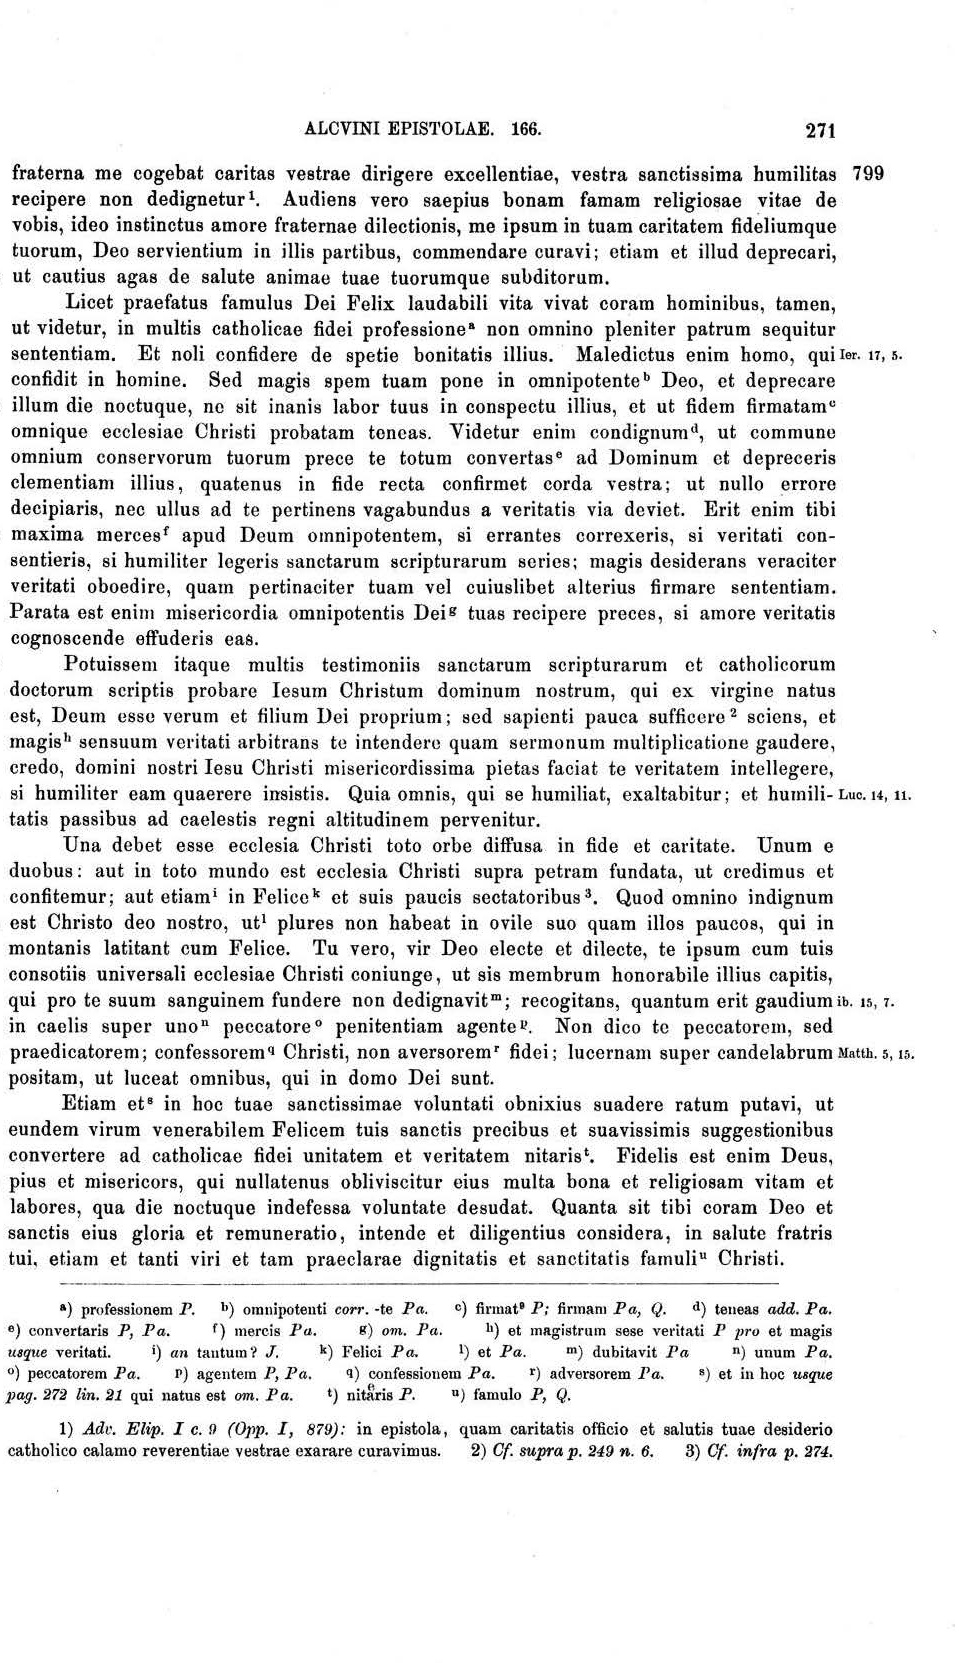 ALCVINI EPISTOLAE. 166. 271
fraterna me cogebat caritas vestrae dirigere excellentiae, vestra sanctissima humilitas 799
recipere non dedignetur¹. Audiens vero saepius bonam famam religiosae vitae de
vobis, ideo instinctus amore fraternae dilectionis, me ipsum in tuam caritatem fideliumque
tuorum, Deo servientium in illis partibus, commendare curavi; etiam et illud deprecari,
ut cautius agas de salute animae tuae tuorumque subditorum.
Licet praefatus famulus Dei Felix laudabili vita vivat coram hominibus, tamen,
ut videtur, in multis catholicae fidei professioneᵃ non omnino pleniter patrum sequitur
sententiam. Et noli confidere de spetie bonitatis illius. Maledictus enim homo, qui Ier. 17, 5.
confidit in homine. Sed magis spem tuam pone in omnipotenteᵇ Deo, et deprecare
illum die noctuque, ne sit inanis labor tuus in conspectu illius, et ut fidem firmatamᶜ
omnique ecclesiae Christi probatam teneas. Videtur enim condignumᵈ, ut commune
omnium conservorum tuorum prece te totum convertasᵉ ad Dominum et depreceris
clementiam illius, quatenus in fide recta confirmet corda vestra; ut nullo errore
decipiaris, nec ullus ad te pertinens vagabundus a veritatis via deviet. Erit enim tibi
maxima mercesᶠ apud Deum omnipotentem, si errantes correxeris, si veritati con-
sentieris, si humiliter legeris sanctarum scripturarum series; magis desiderans veraciter
veritati oboedire, quam pertinaciter tuam vel cuiuslibet alterius firmare sententiam.
Parata est enim misericordia omnipotentis Deiᵍ tuas recipere preces, si amore veritatis
cognoscende effuderis eas.
Potuissem itaque multis testimoniis sanctarum scripturarum et catholicorum
doctorum scriptis probare Iesum Christum dominum nostrum, qui ex virgine natus
est, Deum esse verum et filium Dei proprium; sed sapienti pauca sufficere² sciens, et
magisʰ sensuum veritati arbitrans te intendere quam sermonum multiplicatione gaudere,
credo, domini nostri Iesu Christi misericordissima pietas faciat te veritatem intellegere,
si humiliter eam quaerere insistis. Quia omnis, qui se humiliat, exaltabitur; et humili- Luc. 14, 11.
tatis passibus ad caelestis regni altitudinem pervenitur.
Una debet esse ecclesia Christi toto orbe diffusa in fide et caritate. Unum e
duobus: aut in toto mundo est ecclesia Christi supra petram fundata, ut credimus et
confitemur; aut etiamⁱ in Feliceᵏ et suis paucis sectatoribus³. Quod omnino indignum
est Christo deo nostro, utˡ plures non habeat in ovile suo quam illos paucos, qui in
montanis latitant cum Felice. Tu vero, vir Deo electe et dilecte, te ipsum cum tuis
consotiis universali ecclesiae Christi coniunge, ut sis membrum honorabile illius capitis,
qui pro te suum sanguinem fundere non dedignavitᵐ; recogitans, quantum erit gaudium ib. 15, 7.
in caelis super unoⁿ peccatoreᵒ penitentiam agenteᵖ. Non dico te peccatorem, sed
praedicatorem; confessorem^q Christi, non aversoremʳ fidei; lucernam super candelabrum Matth. 5, 15.
positam, ut luceat omnibus, qui in domo Dei sunt.
Etiam etˢ in hoc tuae sanctissimae voluntati obnixius suadere ratum putavi, ut
eundem virum venerabilem Felicem tuis sanctis precibus et suavissimis suggestionibus
convertere ad catholicae fidei unitatem et veritatem nitarisᵗ. Fidelis est enim Deus,
pius et misericors, qui nullatenus obliviscitur eius multa bona et religiosam vitam et
labores, qua die noctuque indefessa voluntate desudat. Quanta sit tibi coram Deo et
sanctis eius gloria et remuneratio, intende et diligentius considera, in salute fratris
tui, etiam et tanti viri et tam praeclarae dignitatis et sanctitatis famuliᵘ Christi.
ᵃ) professionem P. ᵇ) omnipotenti corr. -te Pa. ᶜ) firmatᵉ P; firmam Pa, Q. ᵈ) teneas add. Pa.
ᵉ) convertaris P, Pa. ᶠ) mercis Pa. ᵍ) om. Pa. ʰ) et magistrum sese veritati P pro et magis
usque veritati. ⁱ) an tantum? J. ᵏ) Felici Pa. ˡ) et Pa. ᵐ) dubitavit Pa ⁿ) unum Pa.
ᵒ) peccatorem Pa. ᵖ) agentem P, Pa. ^q) confessionem Pa. ʳ) adversorem Pa. ˢ) et in hoc usque
pag. 272 lin. 21 qui natus est om. Pa. ᵗ) nitaͤris P. ᵘ) famulo P, Q.
1) Adv. Elip. I c. 9 (Opp. I, 879): in epistola, quam caritatis officio et salutis tuae desiderio
catholico calamo reverentiae vestrae exarare curavimus. 2) Cf. supra p. 249 n. 6. 3) Cf. infra p. 274.